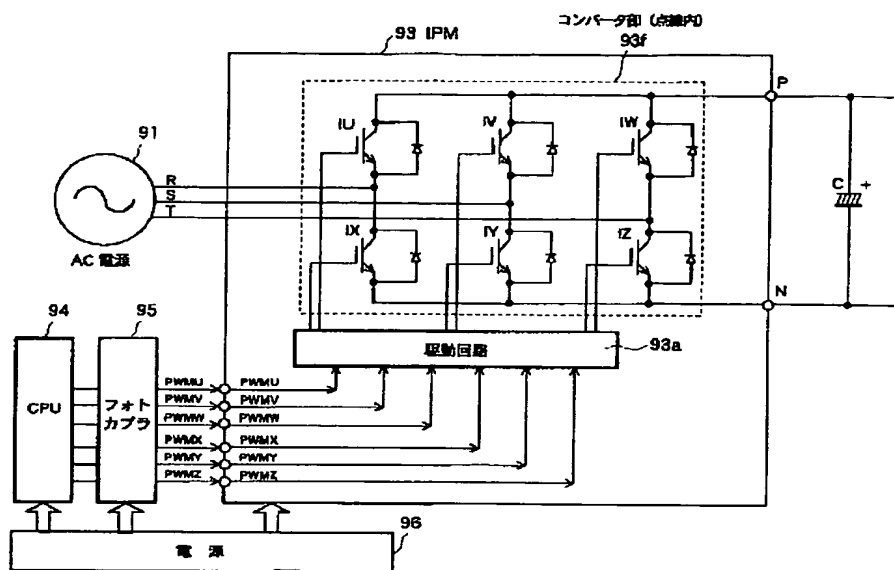 コンバータ部（点線内）
93 IPM
93f
P
IU
IV
IW
91
R
S
T
C
+
AC 電源
IX
IY
IZ
N
94
95
駆動回路
93a
CPU
フォト
カプラ
PWMU
PWMU
PWMV
PWMV
PWMW
PWMW
PWMX
PWMX
PWMY
PWMY
PWMZ
PWMZ
電源
96